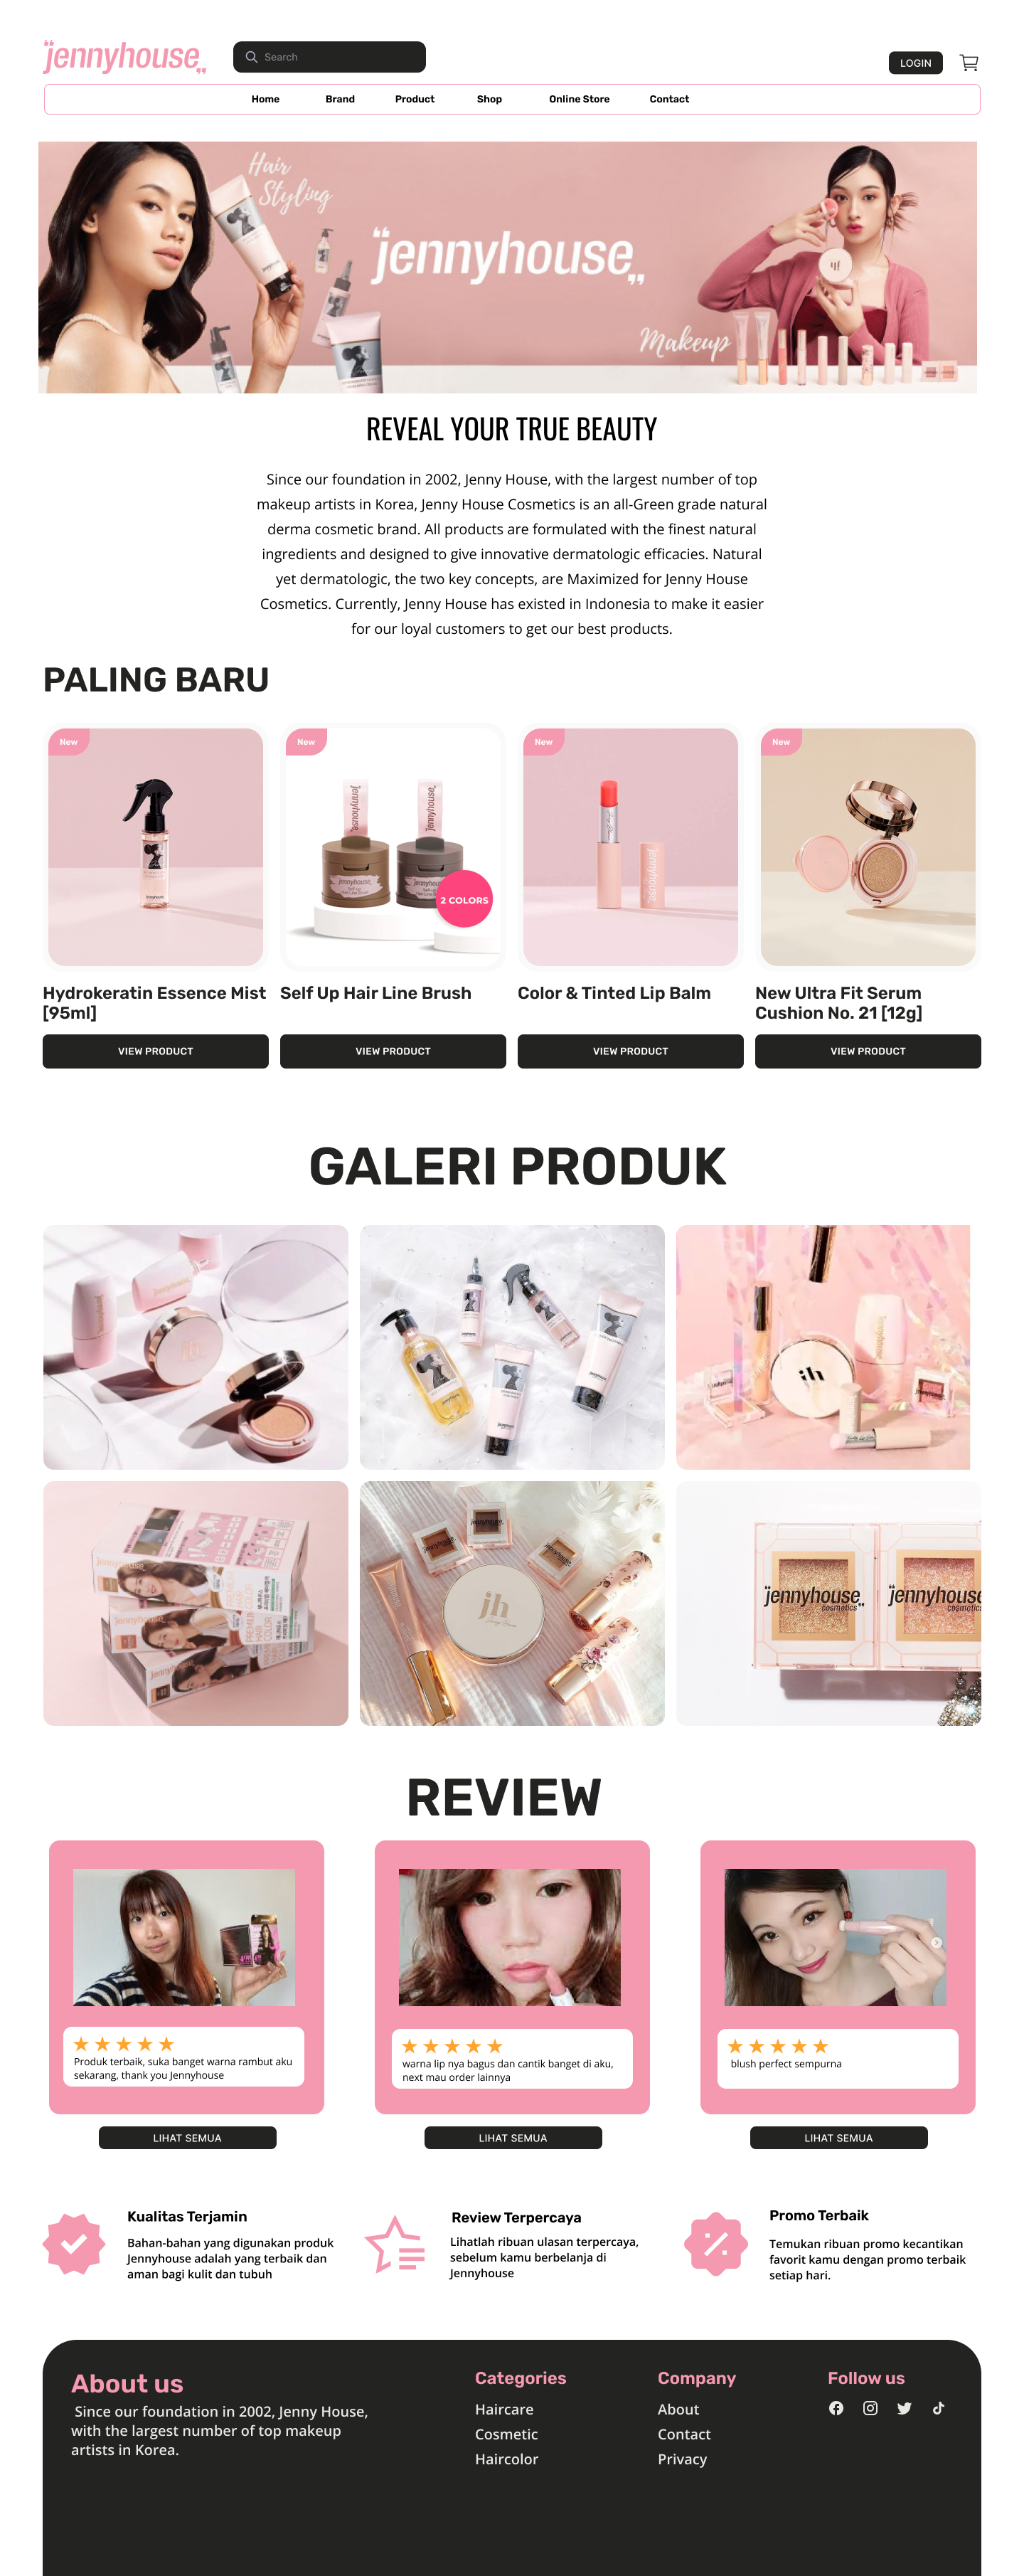 jennyhouse
Search
LOGIN
Home Brand Product Shop Online Store Contact
Hair
Styling
jennyhouse
Makeup
REVEAL YOUR TRUE BEAUTY
Since our foundation in 2002, Jenny House, with the largest number of top
makeup artists in Korea, Jenny House Cosmetics is an all-Green grade natural
derma cosmetic brand. All products are formulated with the finest natural
ingredients and designed to give innovative dermatologic efficacies. Natural
yet dermatologic, the two key concepts, are Maximized for Jenny House
Cosmetics. Currently, Jenny House has existed in Indonesia to make it easier
for our loyal customers to get our best products.
PALING BARU
New
New
New
New
jennyhouse
jennyhouse
jennyhouse
2 COLORS
jennyhouse
Hydrokeratin Essence Mist
[95ml]
Self Up Hair Line Brush
Color & Tinted Lip Balm
New Ultra Fit Serum
Cushion No. 21 [12g]
VIEW PRODUCT
VIEW PRODUCT
VIEW PRODUCT
VIEW PRODUCT
GALERI PRODUK
jh
jennyhouse
jennyhouse
jh
jennyhouse
cosmetics
jennyhouse
cosmetics
REVIEW
Produk terbaik, suka banget warna rambut aku
sekarang, thank you Jennyhouse
warna lip nya bagus dan cantik banget di aku,
next mau order lainnya
blush perfect sempurna
LIHAT SEMUA
LIHAT SEMUA
LIHAT SEMUA
Kualitas Terjamin
Bahan-bahan yang digunakan produk
Jennyhouse adalah yang terbaik dan
aman bagi kulit dan tubuh
Review Terpercaya
Lihatlah ribuan ulasan terpercaya,
sebelum kamu berbelanja di
Jennyhouse
Promo Terbaik
Temukan ribuan promo kecantikan
favorit kamu dengan promo terbaik
setiap hari.
About us
Since our foundation in 2002, Jenny House,
with the largest number of top makeup
artists in Korea.
Categories
Haircare
Cosmetic
Haircolor
Company
About
Contact
Privacy
Follow us